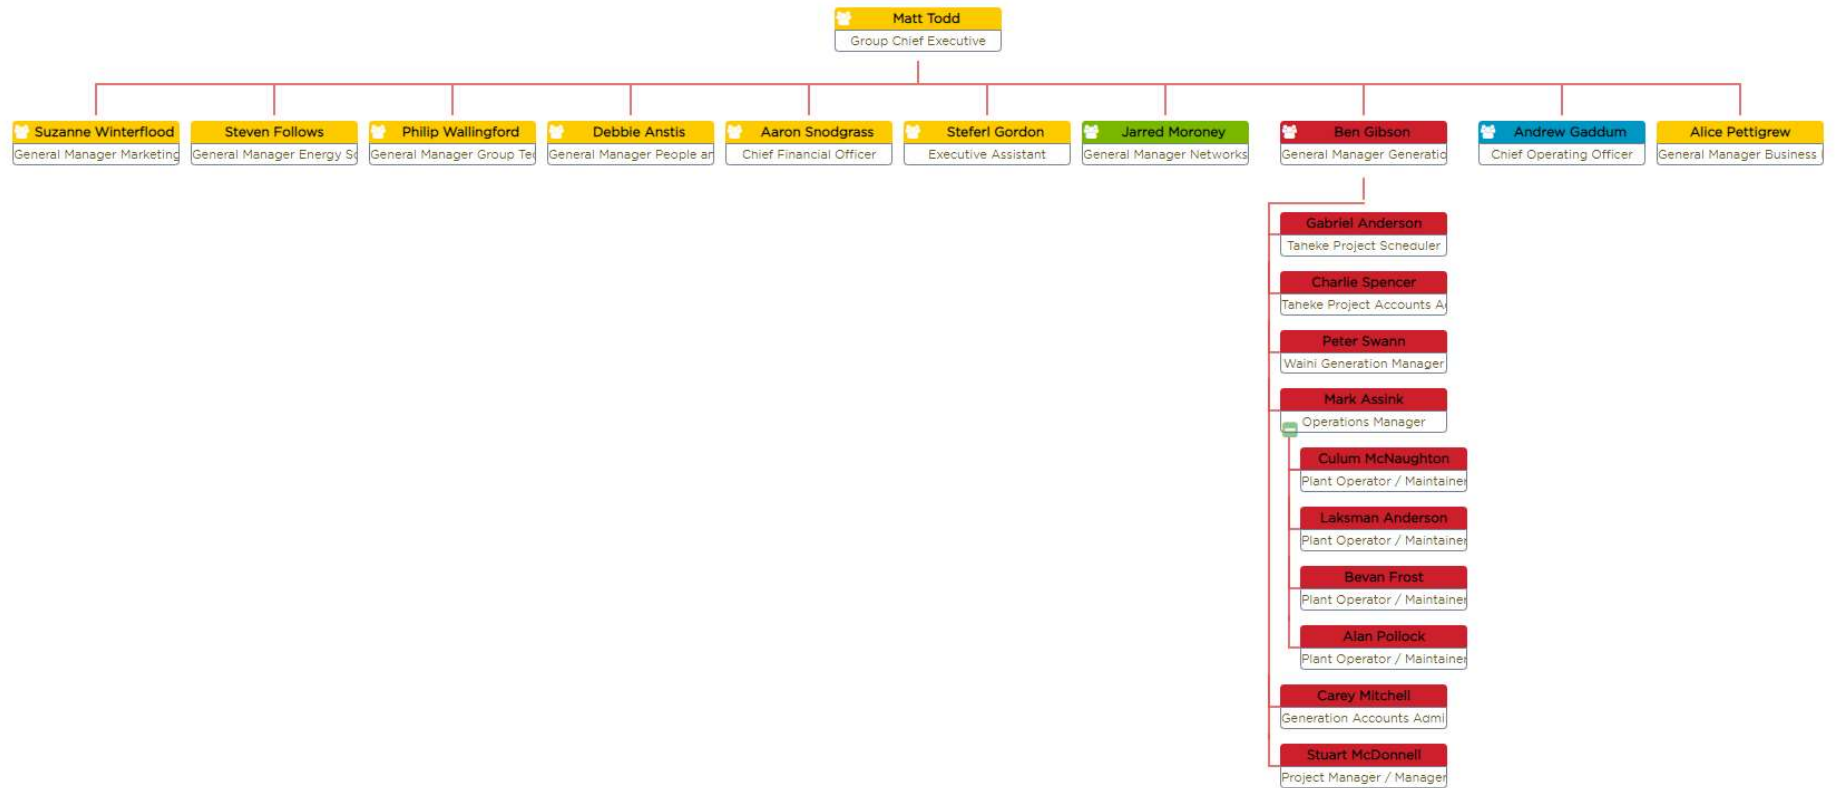 Matt Todd
Group Chief Executive
Suzanne Winterflood
General Manager Marketing
Steven Follows
General Manager Energy
Philip Wallingford
General Manager Group
Debbie Anstis
General Manager People
Aaron Snodgrass
Chief Financial Officer
Steferl Gordon
Executive Assistant
Jarred Moroney
General Manager Networks
Ben Gibson
General Manager Generatio
Andrew Gaddum
Chief Operating Officer
Alice Pettigrew
General Manager Business
Gabriel Anderson
Taheke Project Scheduler
Charlie Spencer
Taheke Project Accounts
Peter Swann
Waihi Generation Manager
Mark Assink
Operations Manager
Culum McNaughton
Plant Operator / Maintainer
Laksman Anderson
Plant Operator / Maintainer
Bevan Frost
Plant Operator / Maintainer
Alan Pollock
Plant Operator / Maintainer
Carey Mitchell
Generation Accounts Admi
Stuart McDonnell
Project Manager / Manager